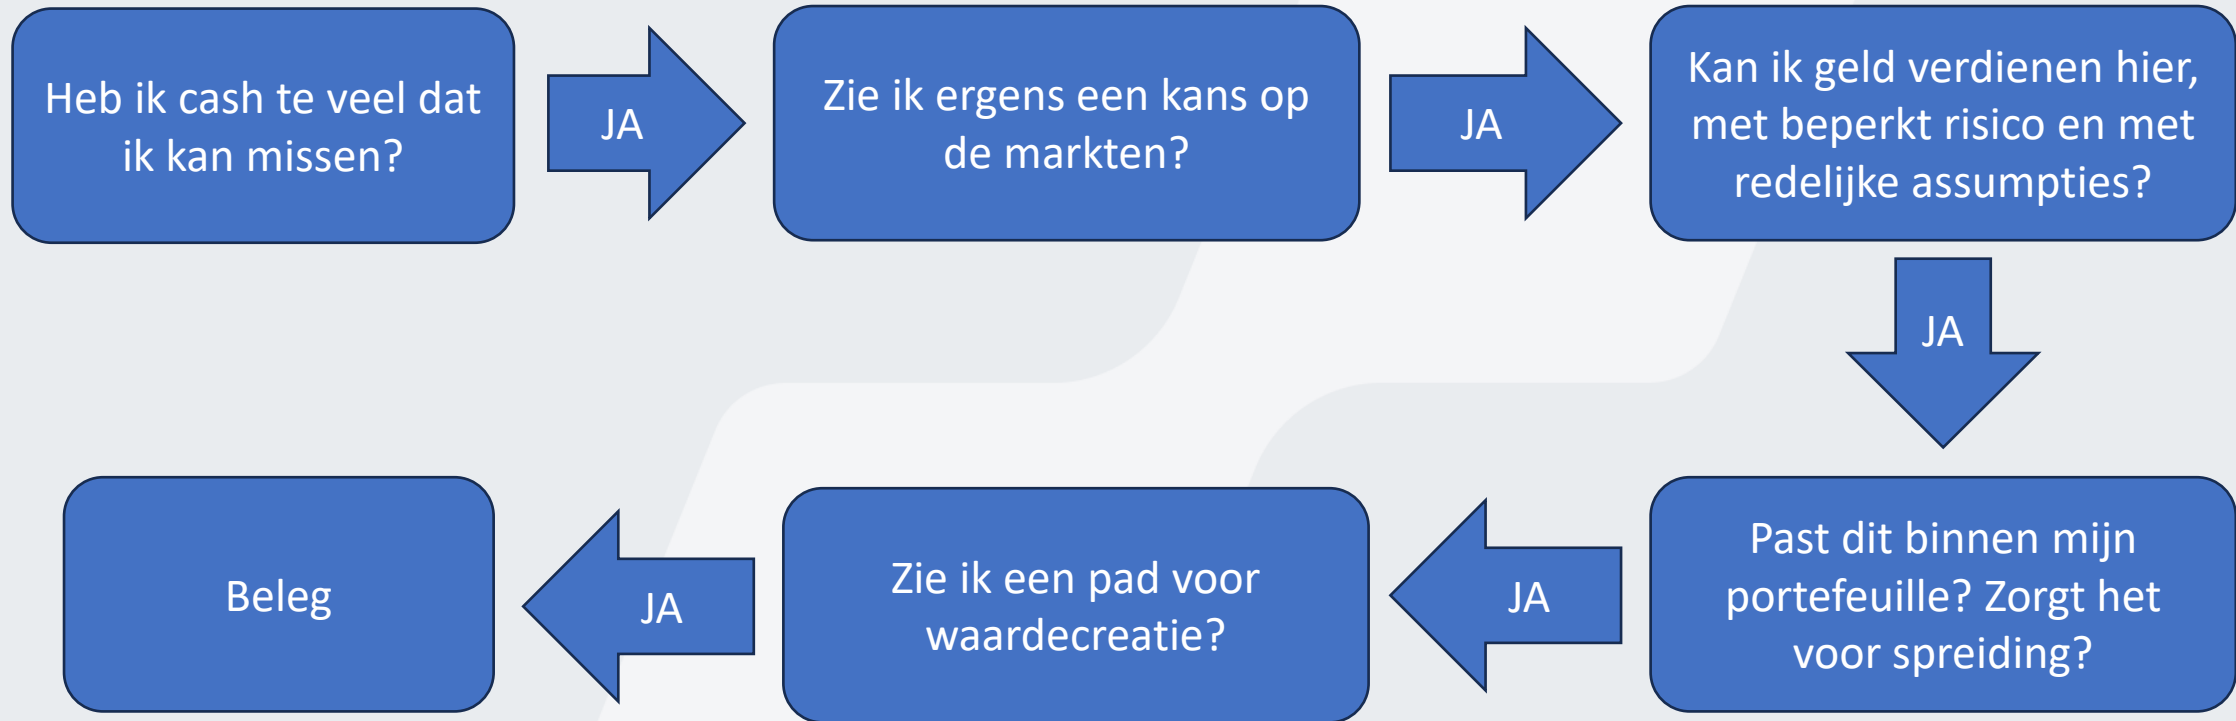 Heb ik cash te veel dat
ik kan missen?
JA
Zie ik ergens een kans op
de markten?
JA
Kan ik geld verdienen hier,
met beperkt risico en met
redelijke assumpties?
JA
Past dit binnen mijn
portefeuille? Zorgt het
voor spreiding?
JA
Zie ik een pad voor
waardecreatie?
JA
Beleg